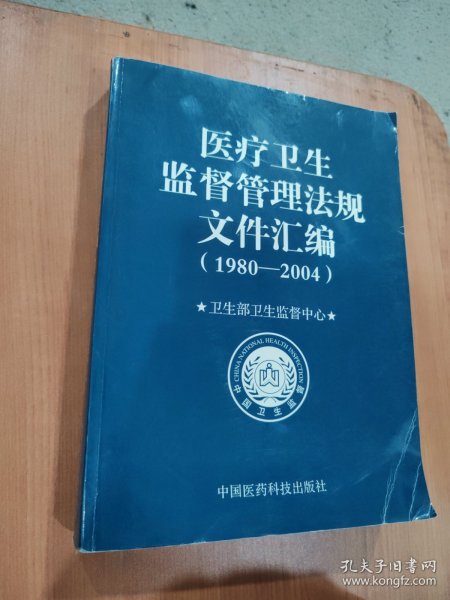 医疗卫生
监督管理法规
文件汇编
（1980—2004）
★卫生部卫生监督中心★
CHINA NATIONAL HEALTH INSPECTION
中国卫生监督
中国医药科技出版社
孔夫子旧书网
www.kongfz.com